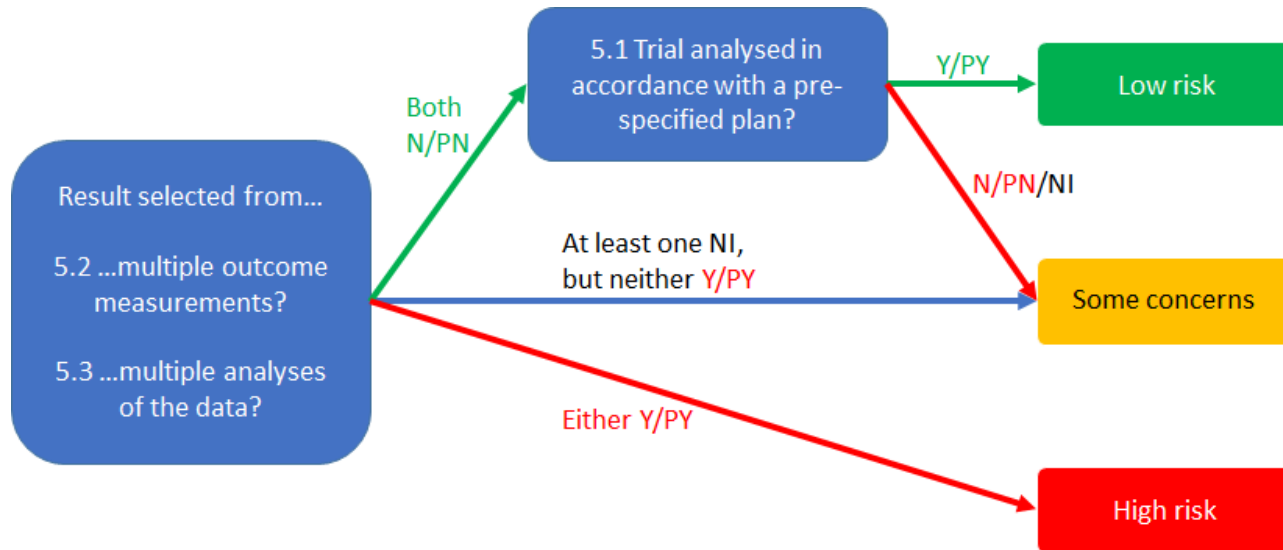 Result selected from...
5.2 ...multiple outcome
measurements?
5.3 ...multiple analyses
of the data?
Both
N/PN
5.1 Trial analysed in
accordance with a pre-
specified plan?
Y/PY
Low risk
N/PN/NI
At least one NI,
but neither Y/PY
Some concerns
Either Y/PY
High risk